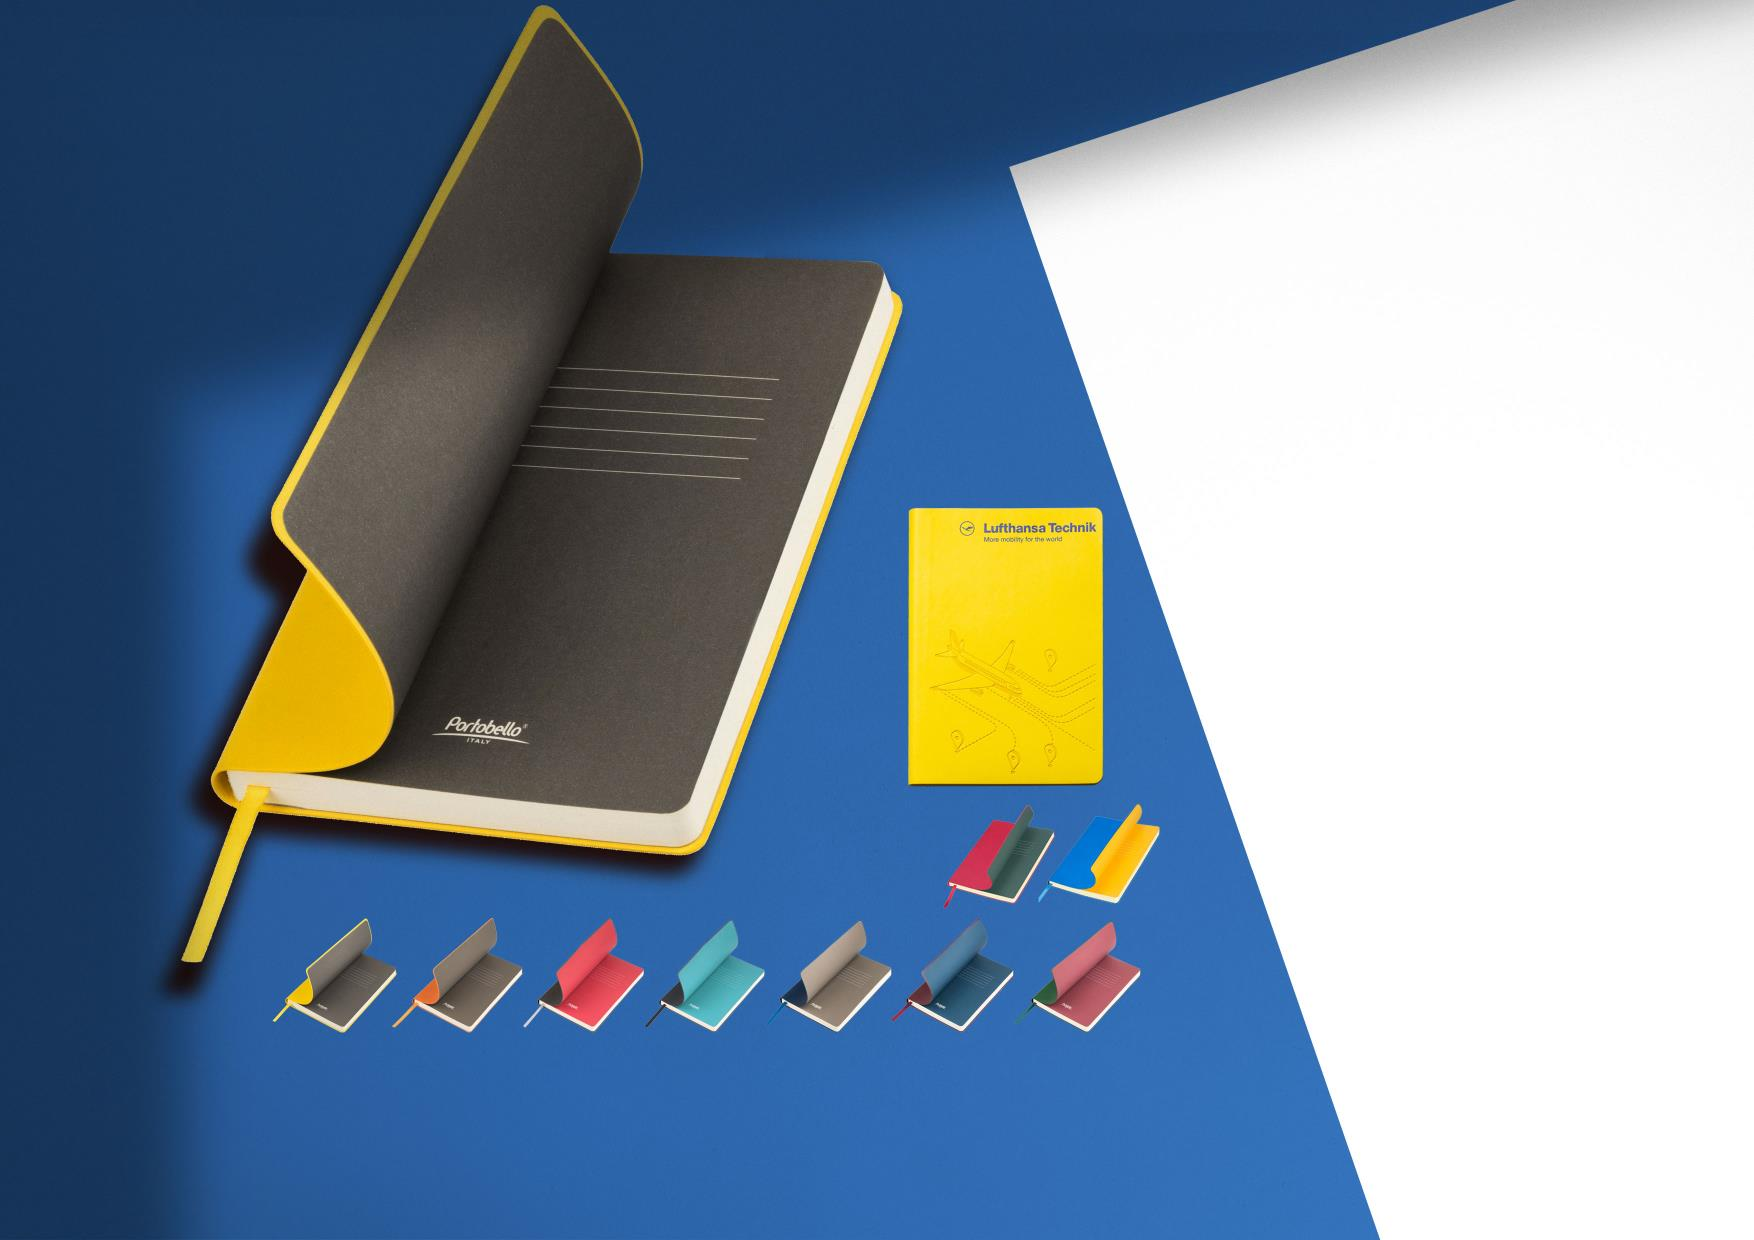 Lufthansa Technik
More mobility for the world
Portobello®
ITALY